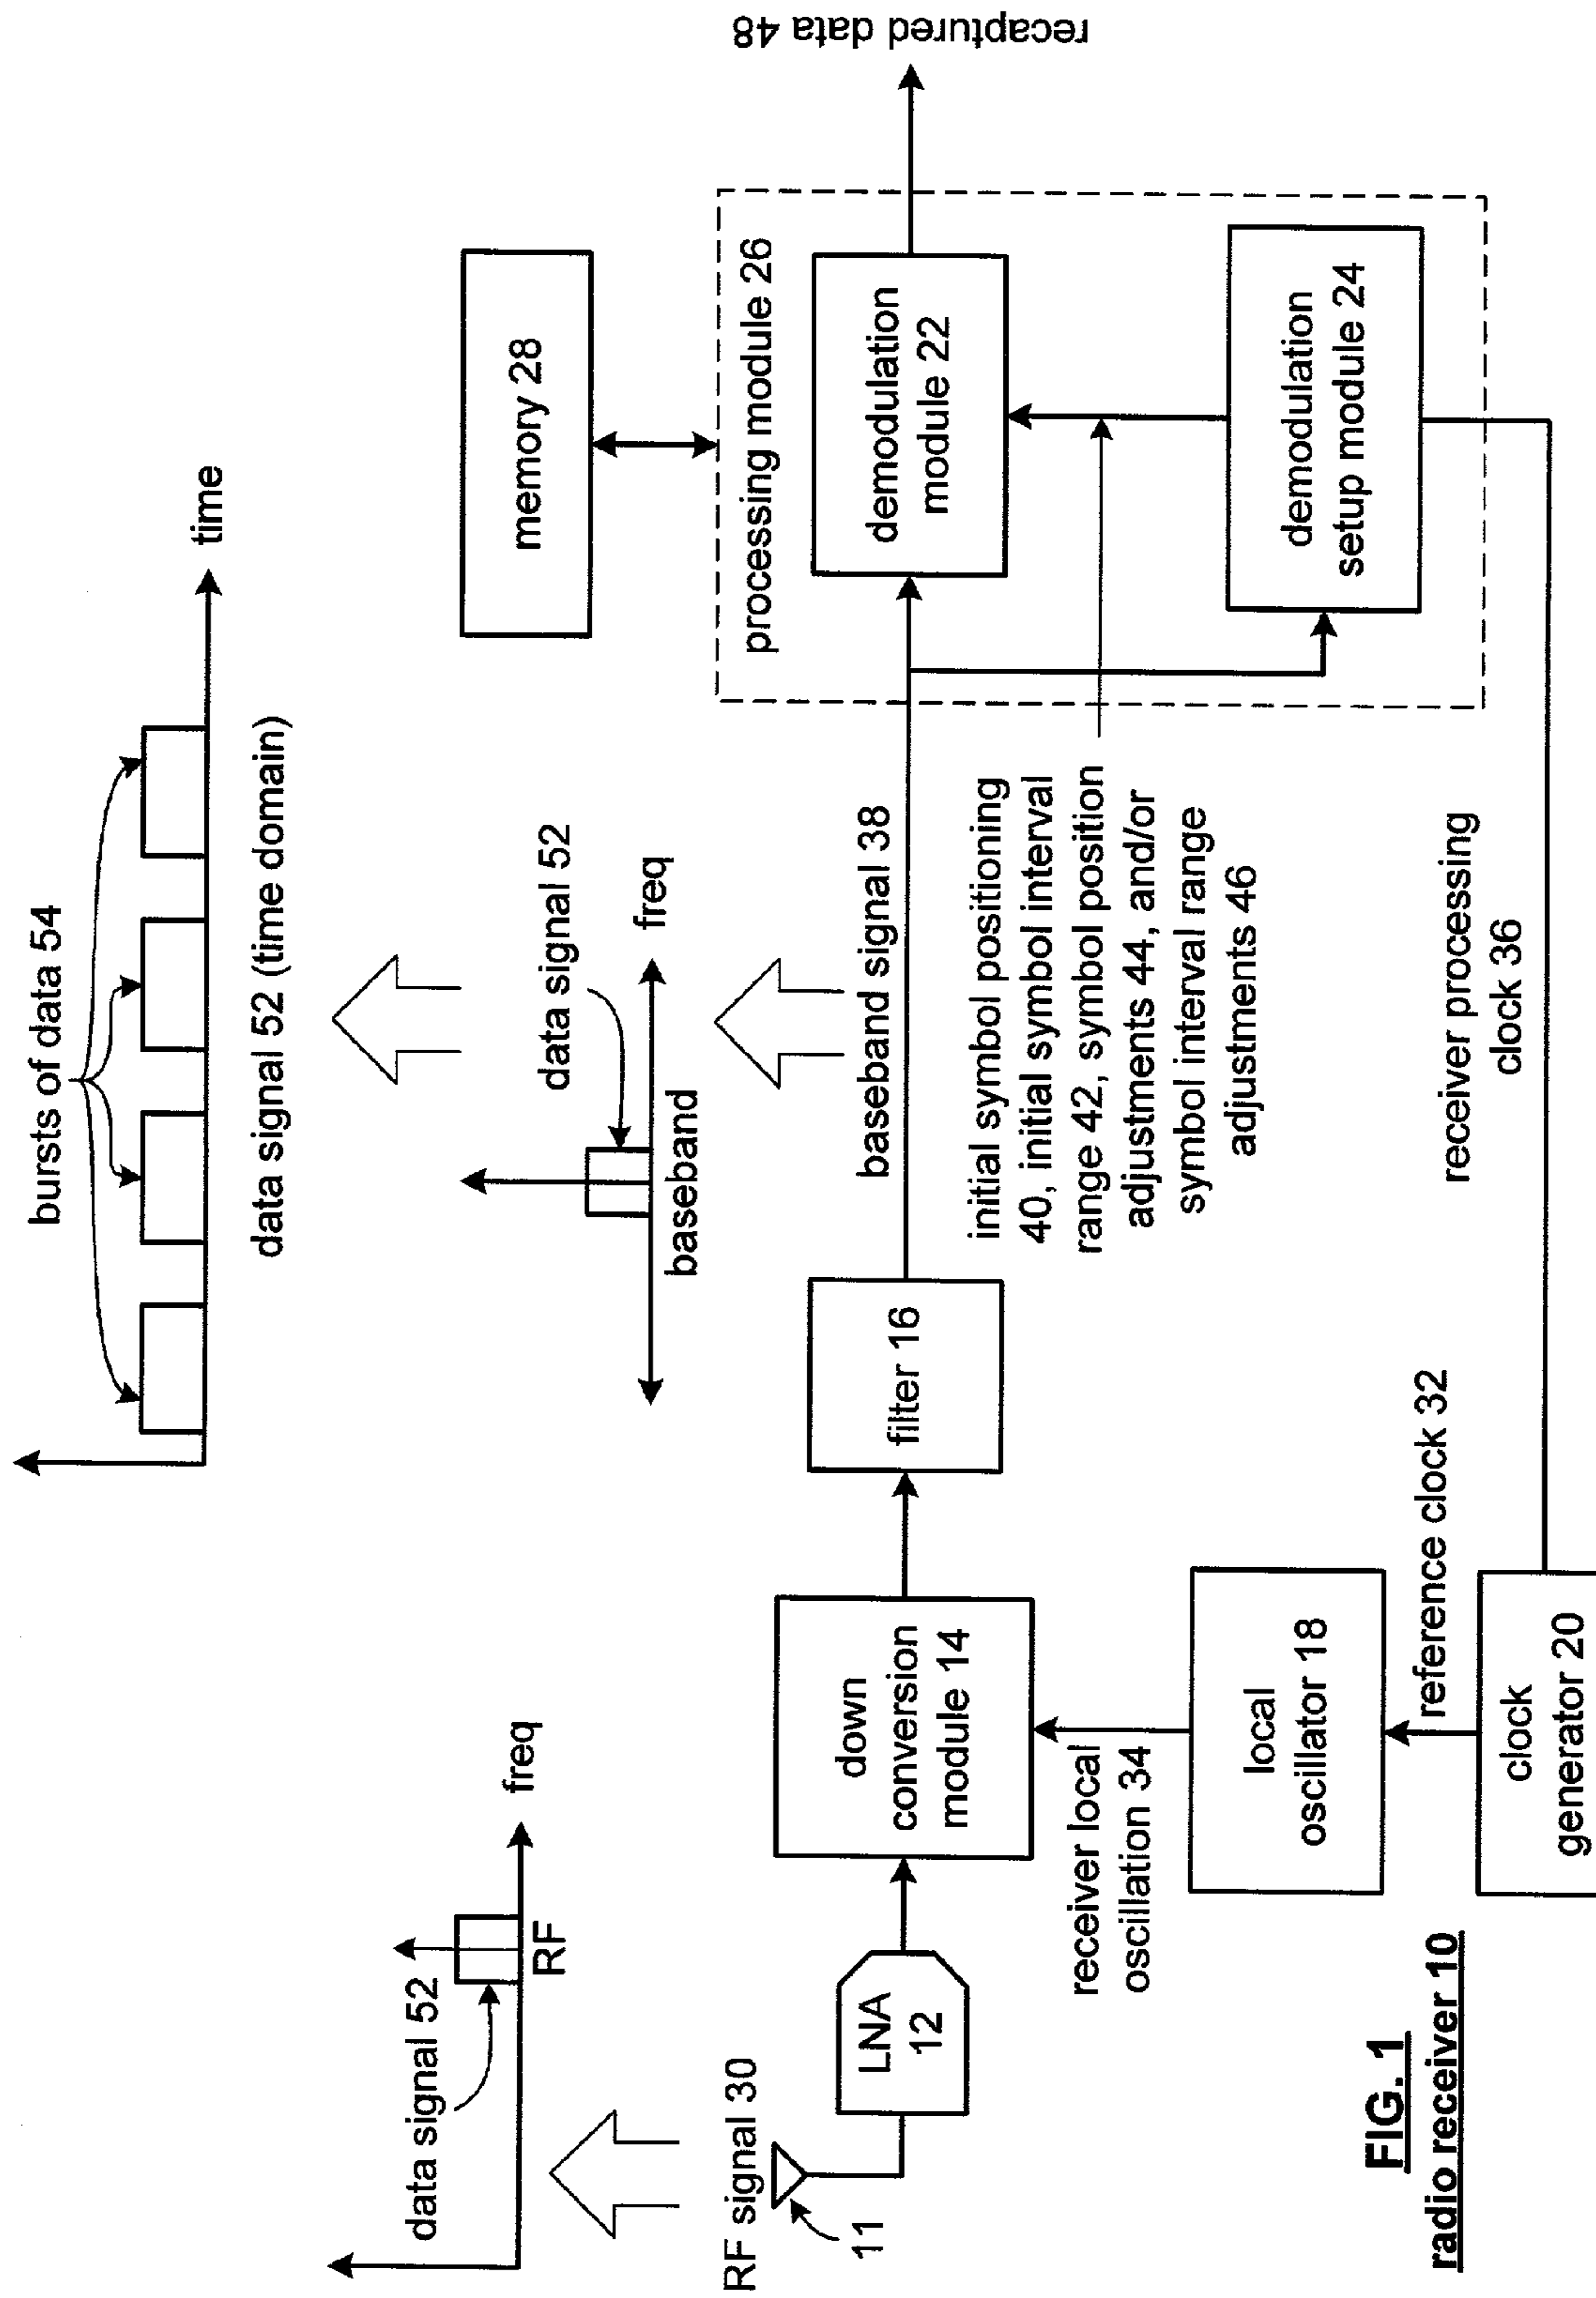 bursts of data 54
time
data signal 52 (time domain)
data signal 52
freq
RF
data signal 52
freq
baseband
memory 28
RF signal 30
11
LNA
12
down
conversion
module 14
filter 16
baseband signal 38
processing module 26
demodulation
module 22
recaptured data 48
receiver local
oscillation 34
initial symbol positioning
40, initial symbol interval
range 42, symbol position
adjustments 44, and/or
symbol interval range
adjustments 46
demodulation
setup module 24
local
oscillator 18
reference clock 32
receiver processing
clock 36
clock
generator 20
FIG. 1
radio receiver 10